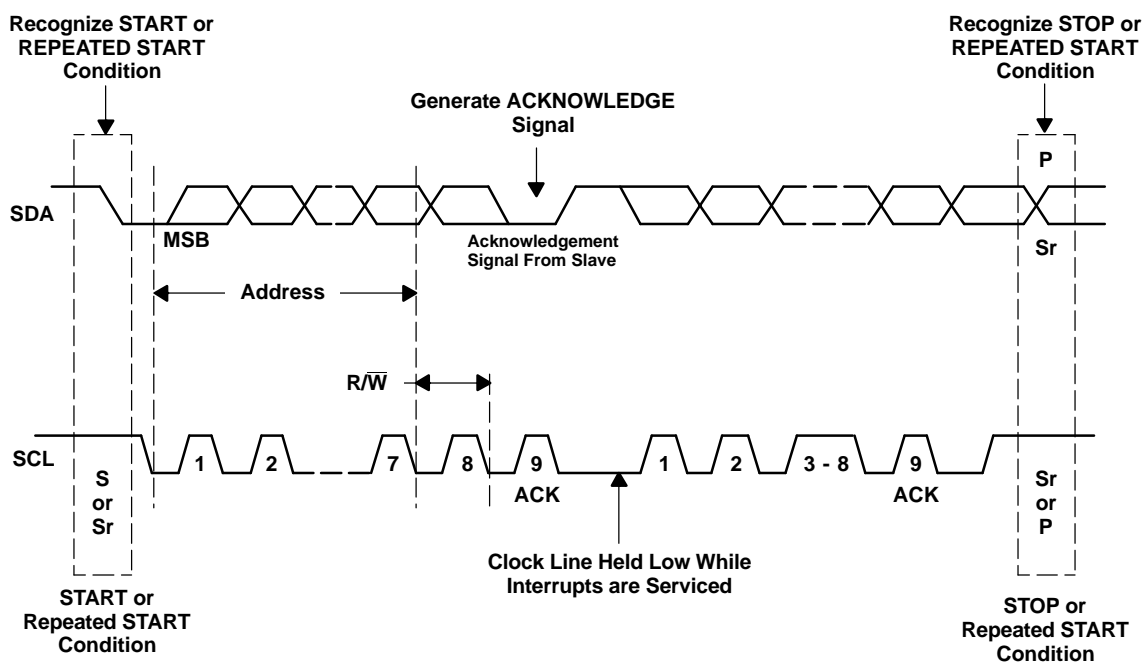 Recognize START or
REPEATED START
Condition
Recognize STOP or
REPEATED START
Condition
Generate ACKNOWLEDGE
Signal
P
SDA
MSB
Acknowledgement
Signal From Slave
Sr
Address
R/W̅
SCL
1
2
7
8
9
1
2
3 - 8
9
ACK
ACK
S
or
Sr
Sr
or
P
Clock Line Held Low While
Interrupts are Serviced
START or
Repeated START
Condition
STOP or
Repeated START
Condition